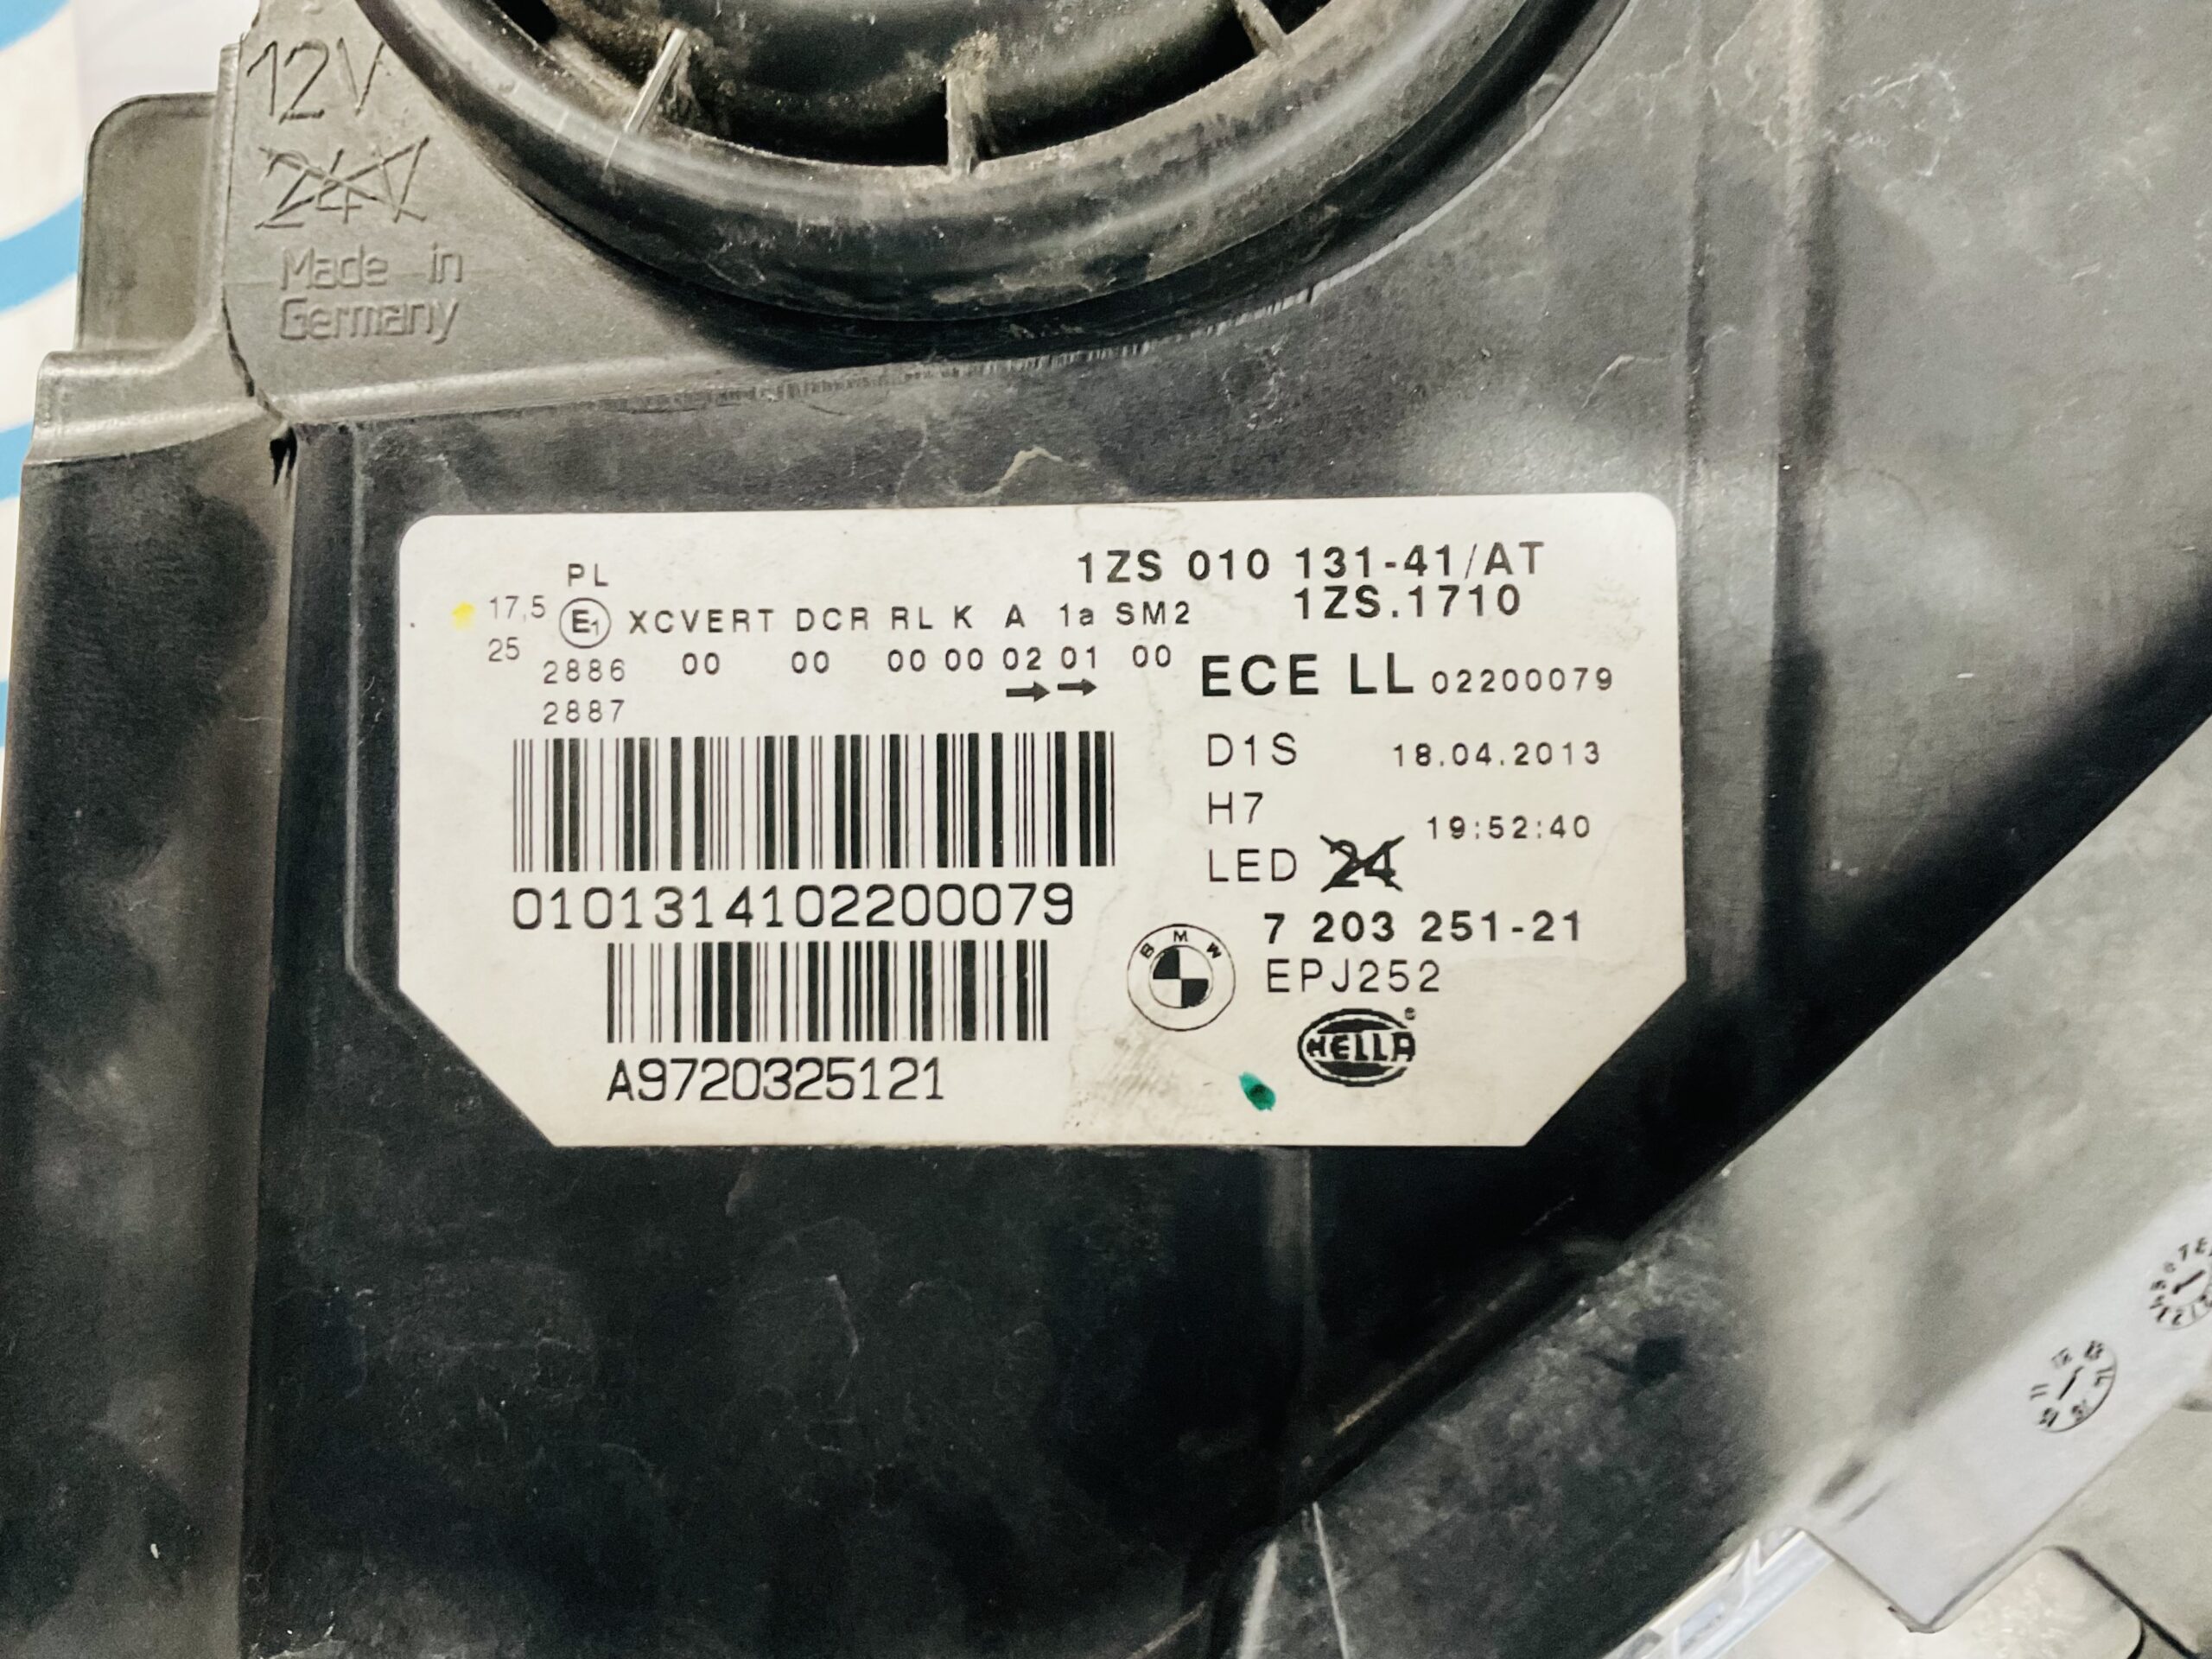 12V
24V
Made in
Germany
PL
1ZS 010 131-41/AT
17,5 E1 XCVERT DCR RL K A 1a SM2
1ZS.1710
25
2886 00 00 00 00 02 01 00
→ →
ECE LL 02200079
2887
D1S 18.04.2013
H7
19:52:40
LED 24
0101314102200079
7 203 251-21
BMW
EPJ252
HELLA®
A9720325121